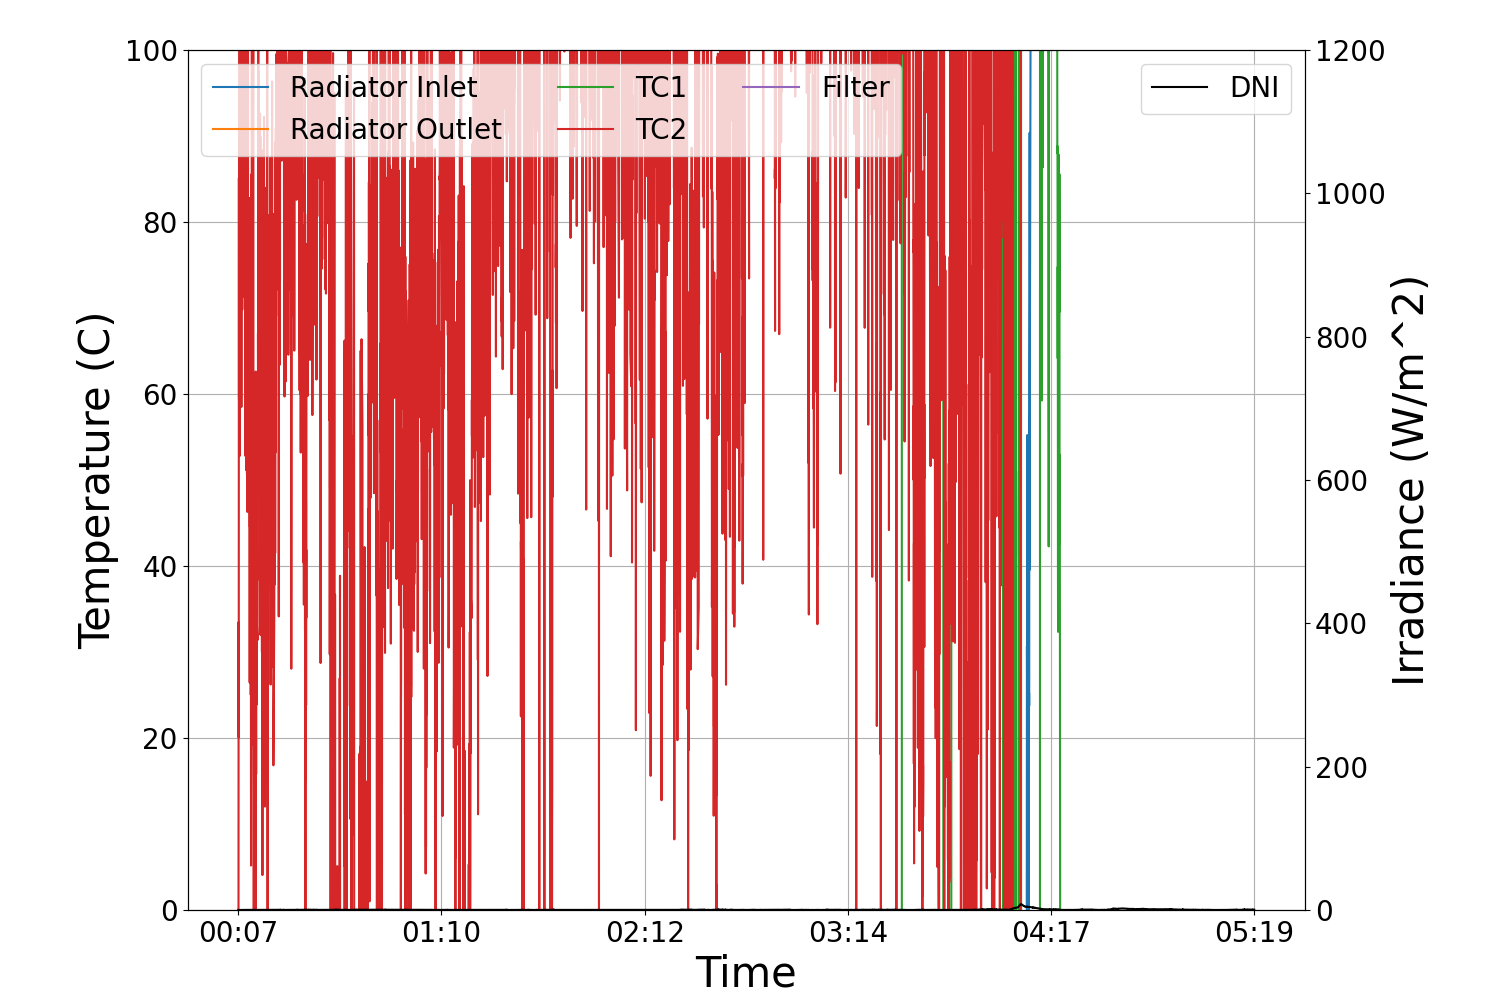 Radiator Inlet
Radiator Outlet
TC1
TC2
Filter
DNI
100
80
60
40
20
0
Temperature (C)
1200
1000
800
600
400
200
0
Irradiance (W/m^2)
00:07 01:10 02:12 03:14 04:17 05:19
Time